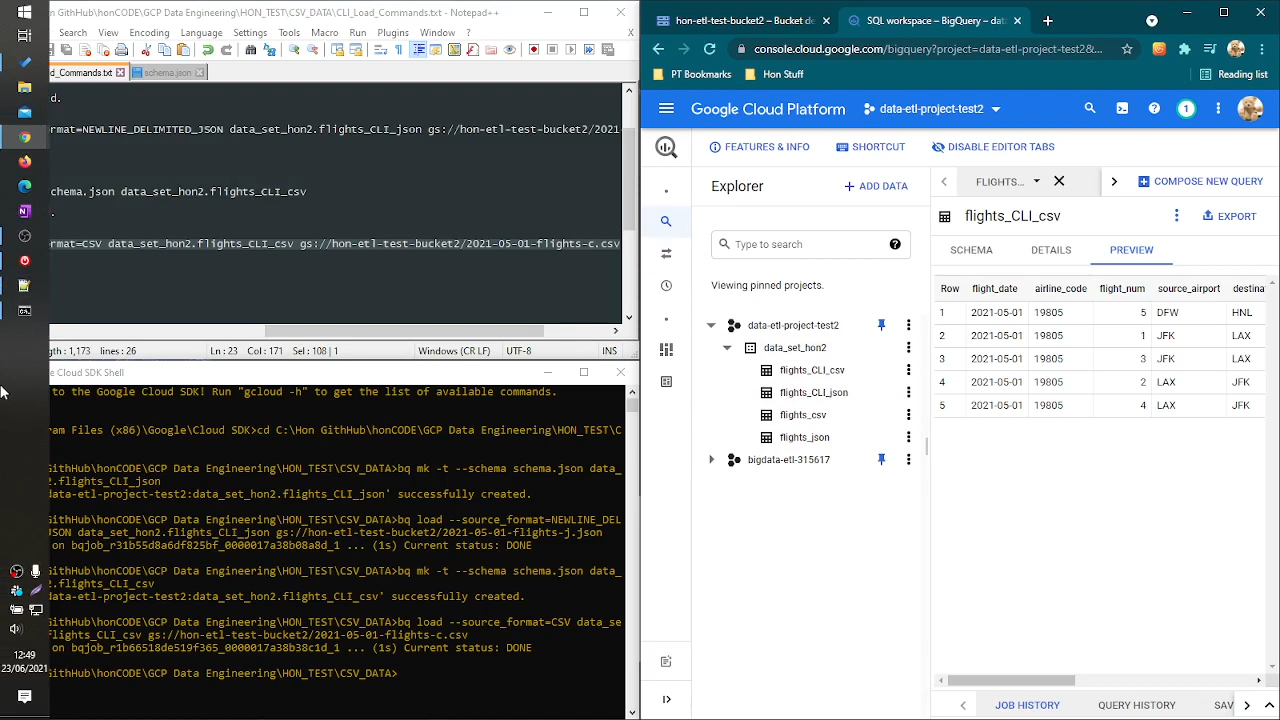 n GitHub\honCODE\GCP Data Engineering\HON_TEST\CSV_DATA\CLI_Load_Commands.txt - Notepad++
Search View Encoding Language Settings Tools Macro Run Plugins Window ?
d_Commands.txt schema.json
d.
ormat=NEWLINE_DELIMITED_JSON data_set_hon2.flights_CLI_json gs://hon-etl-test-bucket2/2021-
chema.json data_set_hon2.flights_CLI_csv
.
ormat=CSV data_set_hon2.flights_CLI_csv gs://hon-etl-test-bucket2/2021-05-01-flights-c.csv
ngth : 1,173 lines : 26 Ln : 23 Col : 171 Sel : 108 | 1 Windows (CR LF) UTF-8 INS
e Cloud SDK Shell
to the Google Cloud SDK! Run "gcloud -h" to get the list of available commands.
ram Files (x86)\Google\Cloud SDK>cd C:\Hon GitHub\honCODE\GCP Data Engineering\HON_TEST\C
GitHub\honCODE\GCP Data Engineering\HON_TEST\CSV_DATA>bq mk -t --schema schema.json data_
2.flights_CLI_json
data-etl-project-test2:data_set_hon2.flights_CLI_json' successfully created.
GitHub\honCODE\GCP Data Engineering\HON_TEST\CSV_DATA>bq load --source_format=NEWLINE_DEL
JSON data_set_hon2.flights_CLI_json gs://hon-etl-test-bucket2/2021-05-01-flights-j.json
on bqjob_r31b55d8a6df825bf_0000017a38b08a8d_1 ... (1s) Current status: DONE
GitHub\honCODE\GCP Data Engineering\HON_TEST\CSV_DATA>bq mk -t --schema schema.json data_
2.flights_CLI_csv
data-etl-project-test2:data_set_hon2.flights_CLI_csv' successfully created.
GitHub\honCODE\GCP Data Engineering\HON_TEST\CSV_DATA>bq load --source_format=CSV data_se
flights_CLI_csv gs://hon-etl-test-bucket2/2021-05-01-flights-c.csv
on bqjob_r1b66518de519f365_0000017a38b38c1d_1 ... (1s) Current status: DONE
GitHub\honCODE\GCP Data Engineering\HON_TEST\CSV_DATA>
12:49
23/06/2021
hon-etl-test-bucket2 – Bucket de
SQL workspace – BigQuery – dat
console.cloud.google.com/bigquery?project=data-etl-project-test2...
PT Bookmarks Hon Stuff Reading list
Google Cloud Platform data-etl-project-test2 1
FEATURES & INFO SHORTCUT DISABLE EDITOR TABS
Explorer + ADD DATA
Type to search
Viewing pinned projects.
data-etl-project-test2
data_set_hon2
flights_CLI_csv
flights_CLI_json
flights_csv
flights_json
bigdata-etl-315617
FLIGHTS... COMPOSE NEW QUERY
flights_CLI_csv EXPORT
SCHEMA DETAILS PREVIEW
Row flight_date airline_code flight_num source_airport destina
1 2021-05-01 19805 5 DFW HNL
2 2021-05-01 19805 1 JFK LAX
3 2021-05-01 19805 3 JFK LAX
4 2021-05-01 19805 2 LAX JFK
5 2021-05-01 19805 4 LAX JFK
JOB HISTORY QUERY HISTORY SAV